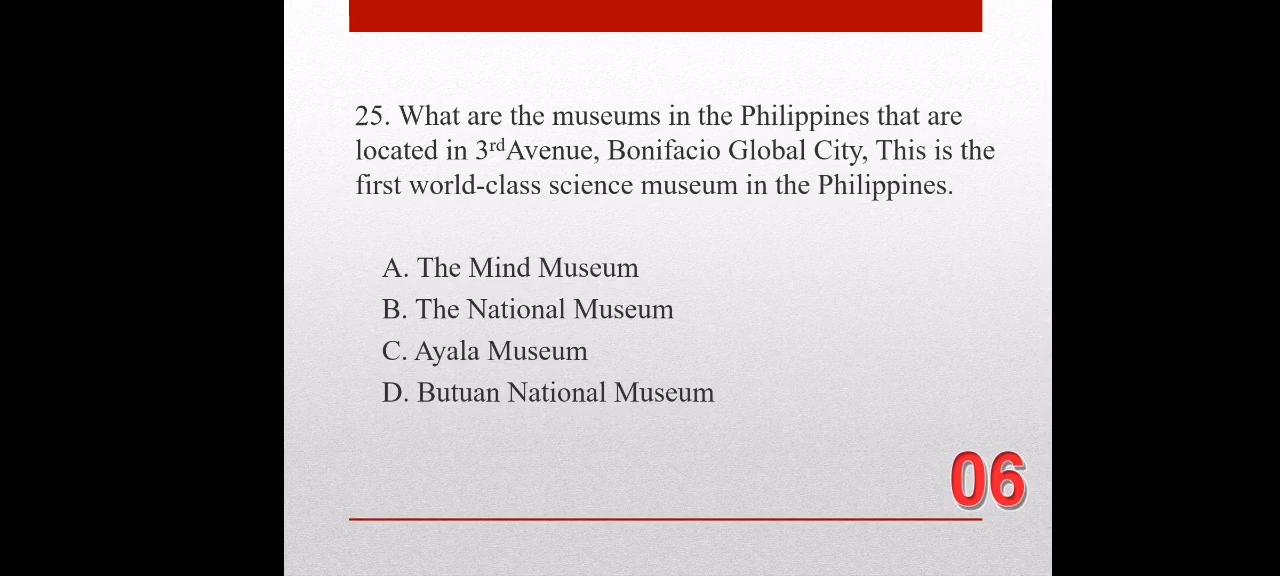 25. What are the museums in the Philippines that are
located in 3rdAvenue, Bonifacio Global City, This is the
first world-class science museum in the Philippines.
A. The Mind Museum
B. The National Museum
C. Ayala Museum
D. Butuan National Museum
06